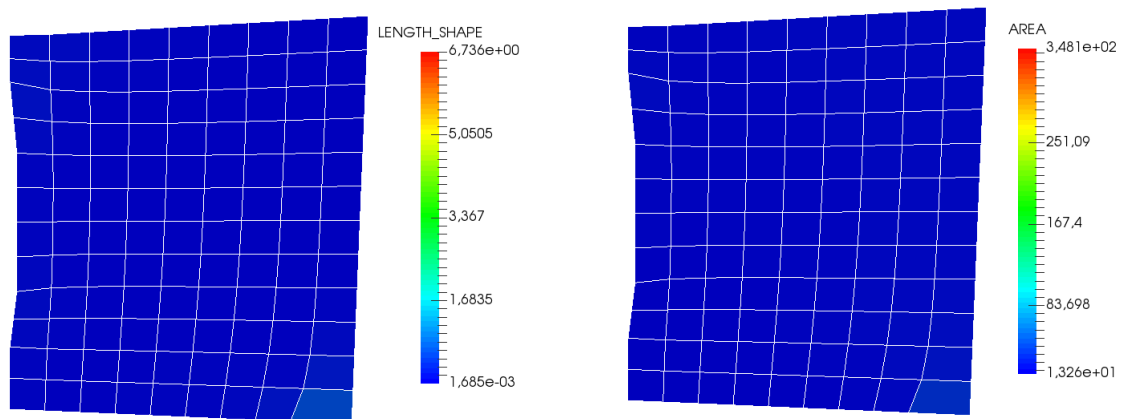 LENGTH_SHAPE
6,736e+00
5,0505
3,367
1,6835
1,685e-03
AREA
3,481e+02
251,09
167,4
83,698
1,326e+01